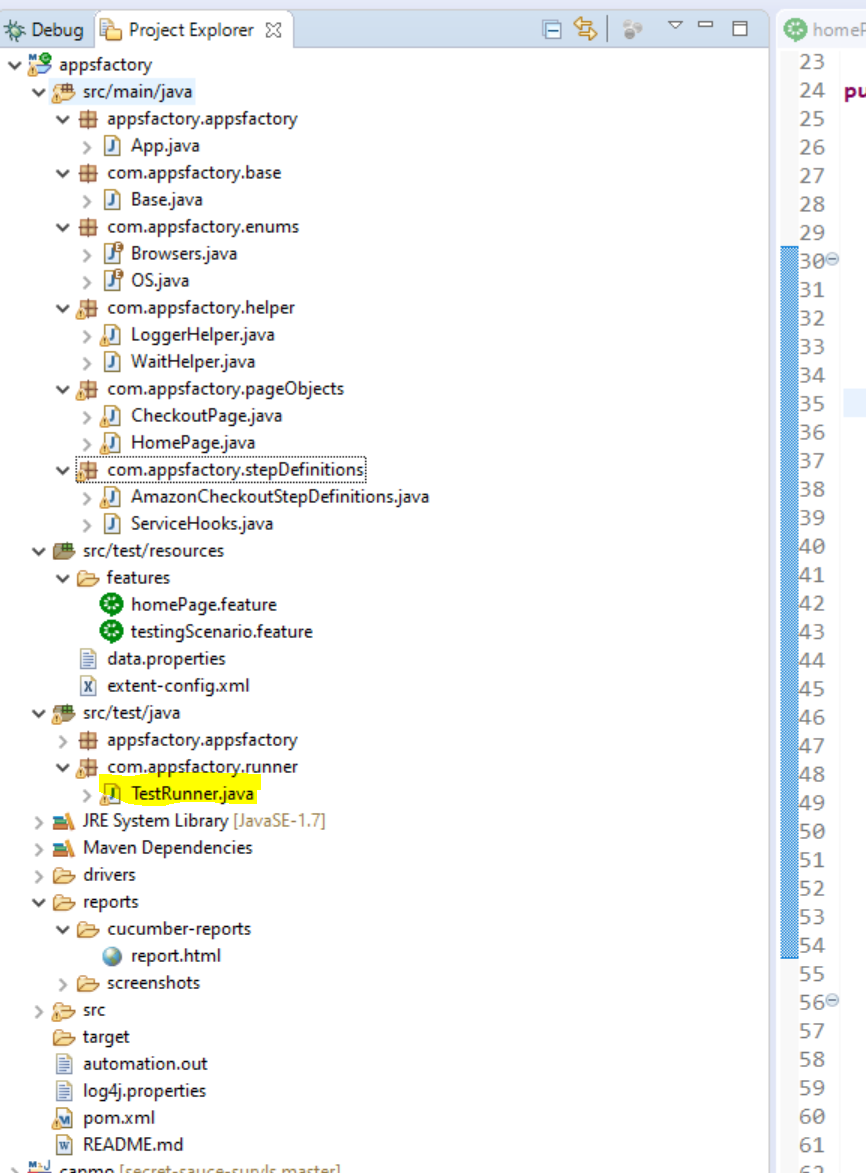 Debug Project Explorer homeP
appsfactory
src/main/java
appsfactory.appsfactory
App.java
com.appsfactory.base
Base.java
com.appsfactory.enums
Browsers.java
OS.java
com.appsfactory.helper
LoggerHelper.java
WaitHelper.java
com.appsfactory.pageObjects
CheckoutPage.java
HomePage.java
com.appsfactory.stepDefinitions
AmazonCheckoutStepDefinitions.java
ServiceHooks.java
src/test/resources
features
homePage.feature
testingScenario.feature
data.properties
extent-config.xml
src/test/java
appsfactory.appsfactory
com.appsfactory.runner
TestRunner.java
JRE System Library [JavaSE-1.7]
Maven Dependencies
drivers
reports
cucumber-reports
report.html
screenshots
src
target
automation.out
log4j.properties
pom.xml
README.md
canmo [secret-sauce-survls master]
23
24 pu
25
26
27
28
29
30
31
32
33
34
35
36
37
38
39
40
41
42
43
44
45
46
47
48
49
50
51
52
53
54
55
56
57
58
59
60
61
62